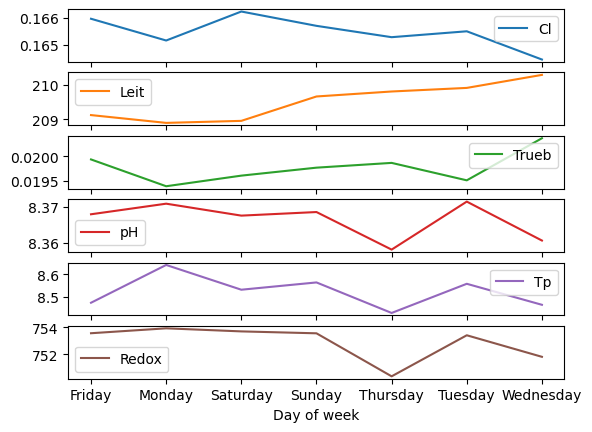 0.166
0.165
Cl
210
209
Leit
0.0200
0.0195
Trueb
8.37
8.36
pH
8.6
8.5
Tp
754
752
Redox
Friday Monday Saturday Sunday Thursday Tuesday Wednesday
Day of week